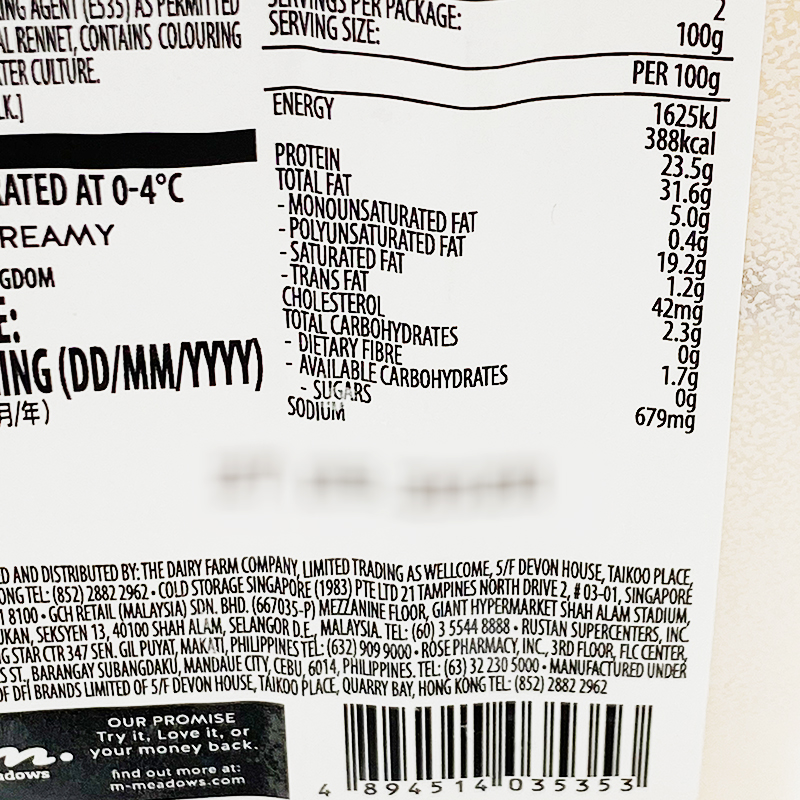 ING AGENT (E535) AS PERMITTED
AL RENNET, CONTAINS COLOURING
TER CULTURE.
LK.]
RATED AT 0-4°C
REAMY
GDOM
E:
ING (DD/MM/YYYY)
月/年)
SERVINGS PER PACKAGE: 2
SERVING SIZE: 100g
PER 100g
ENERGY 1625kJ
388kcal
PROTEIN 23.5g
TOTAL FAT 31.6g
- MONOUNSATURATED FAT 5.0g
- POLYUNSATURATED FAT 0.4g
- SATURATED FAT 19.2g
- TRANS FAT 1.2g
CHOLESTEROL 42mg
TOTAL CARBOHYDRATES 2.3g
- DIETARY FIBRE 0g
- AVAILABLE CARBOHYDRATES 1.7g
- SUGARS 0g
SODIUM 679mg
ED AND DISTRIBUTED BY: THE DAIRY FARM COMPANY, LIMITED TRADING AS WELLCOME, 5/F DEVON HOUSE, TAIKOO PLACE,
ONG TEL: (852) 2882 2962 • COLD STORAGE SINGAPORE (1983) PTE LTD 21 TAMPINES NORTH DRIVE 2, # 03-01, SINGAPORE
1 8100 • GCH RETAIL (MALAYSIA) SDN. BHD. (667035-P) MEZZANINE FLOOR, GIANT HYPERMARKET SHAH ALAM STADIUM,
UKAN, SEKSYEN 13, 40100 SHAH ALAM, SELANGOR D.E., MALAYSIA. TEL: (60) 3 5544 8888 • RUSTAN SUPERCENTERS, INC.
G STAR CTR 347 SEN. GIL PUYAT, MAKATI, PHILIPPINES TEL: (632) 909 9000 • ROSE PHARMACY, INC., 3RD FLOOR, FLC CENTER,
S ST., BARANGAY SUBANGDAKU, MANDAUE CITY, CEBU, 6014, PHILIPPINES. TEL: (63) 32 230 5000 • MANUFACTURED UNDER
OF DFI BRANDS LIMITED OF 5/F DEVON HOUSE, TAIKOO PLACE, QUARRY BAY, HONG KONG TEL: (852) 2882 2962
m.
adows
OUR PROMISE
Try it, Love it, or
your money back.
find out more at:
m-meadows.com
4 894514 035353